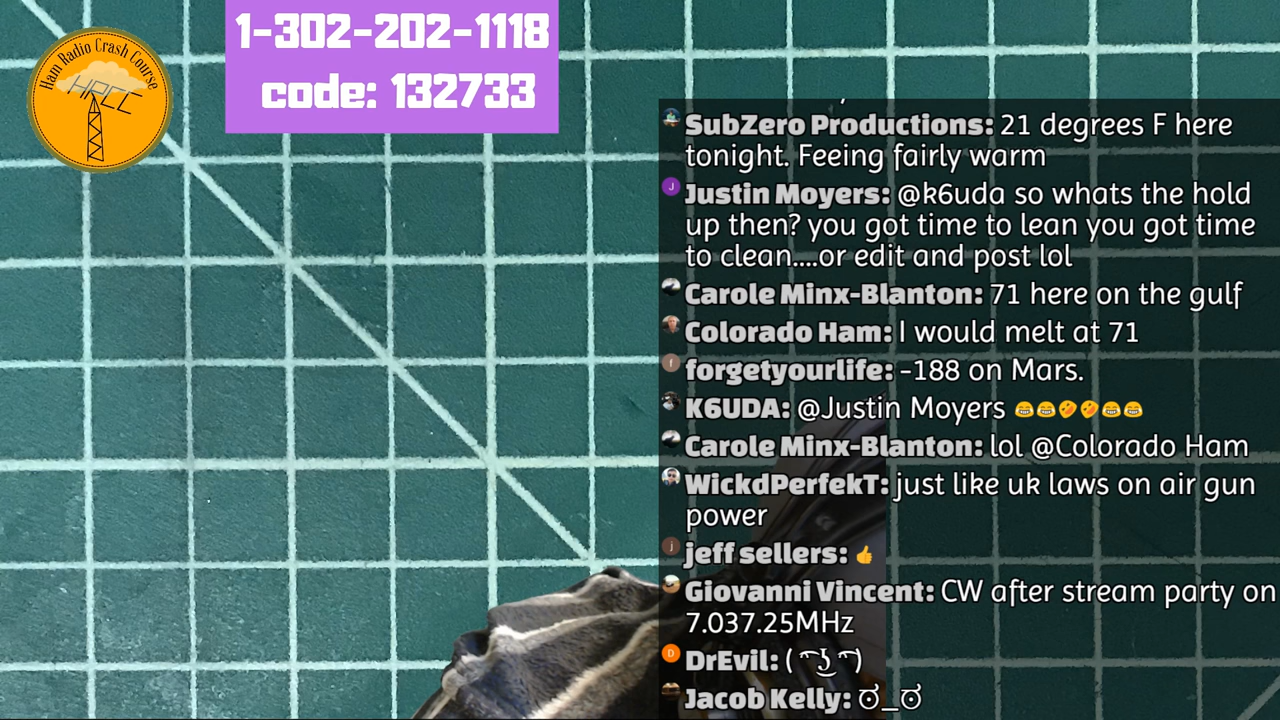 Ham Radio Crash Course
HRCC
1-302-202-1118
code: 132733
SubZero Productions: 21 degrees F here
tonight. Feeing fairly warm
J
Justin Moyers: @k6uda so whats the hold
up then? you got time to lean you got time
to clean....or edit and post lol
Carole Minx-Blanton: 71 here on the gulf
Colorado Ham: I would melt at 71
f
forgetyourlife: -188 on Mars.
K6UDA: @Justin Moyers 😂😂🤣🤣😂😂
Carole Minx-Blanton: lol @Colorado Ham
WickdPerfekT: just like uk laws on air gun
power
j
jeff sellers: 👍
Giovanni Vincent: CW after stream party on
7.037.25MHz
D
DrEvil: ( ͡° ͜ʖ ͡°)
Jacob Kelly: ಠ_ಠ